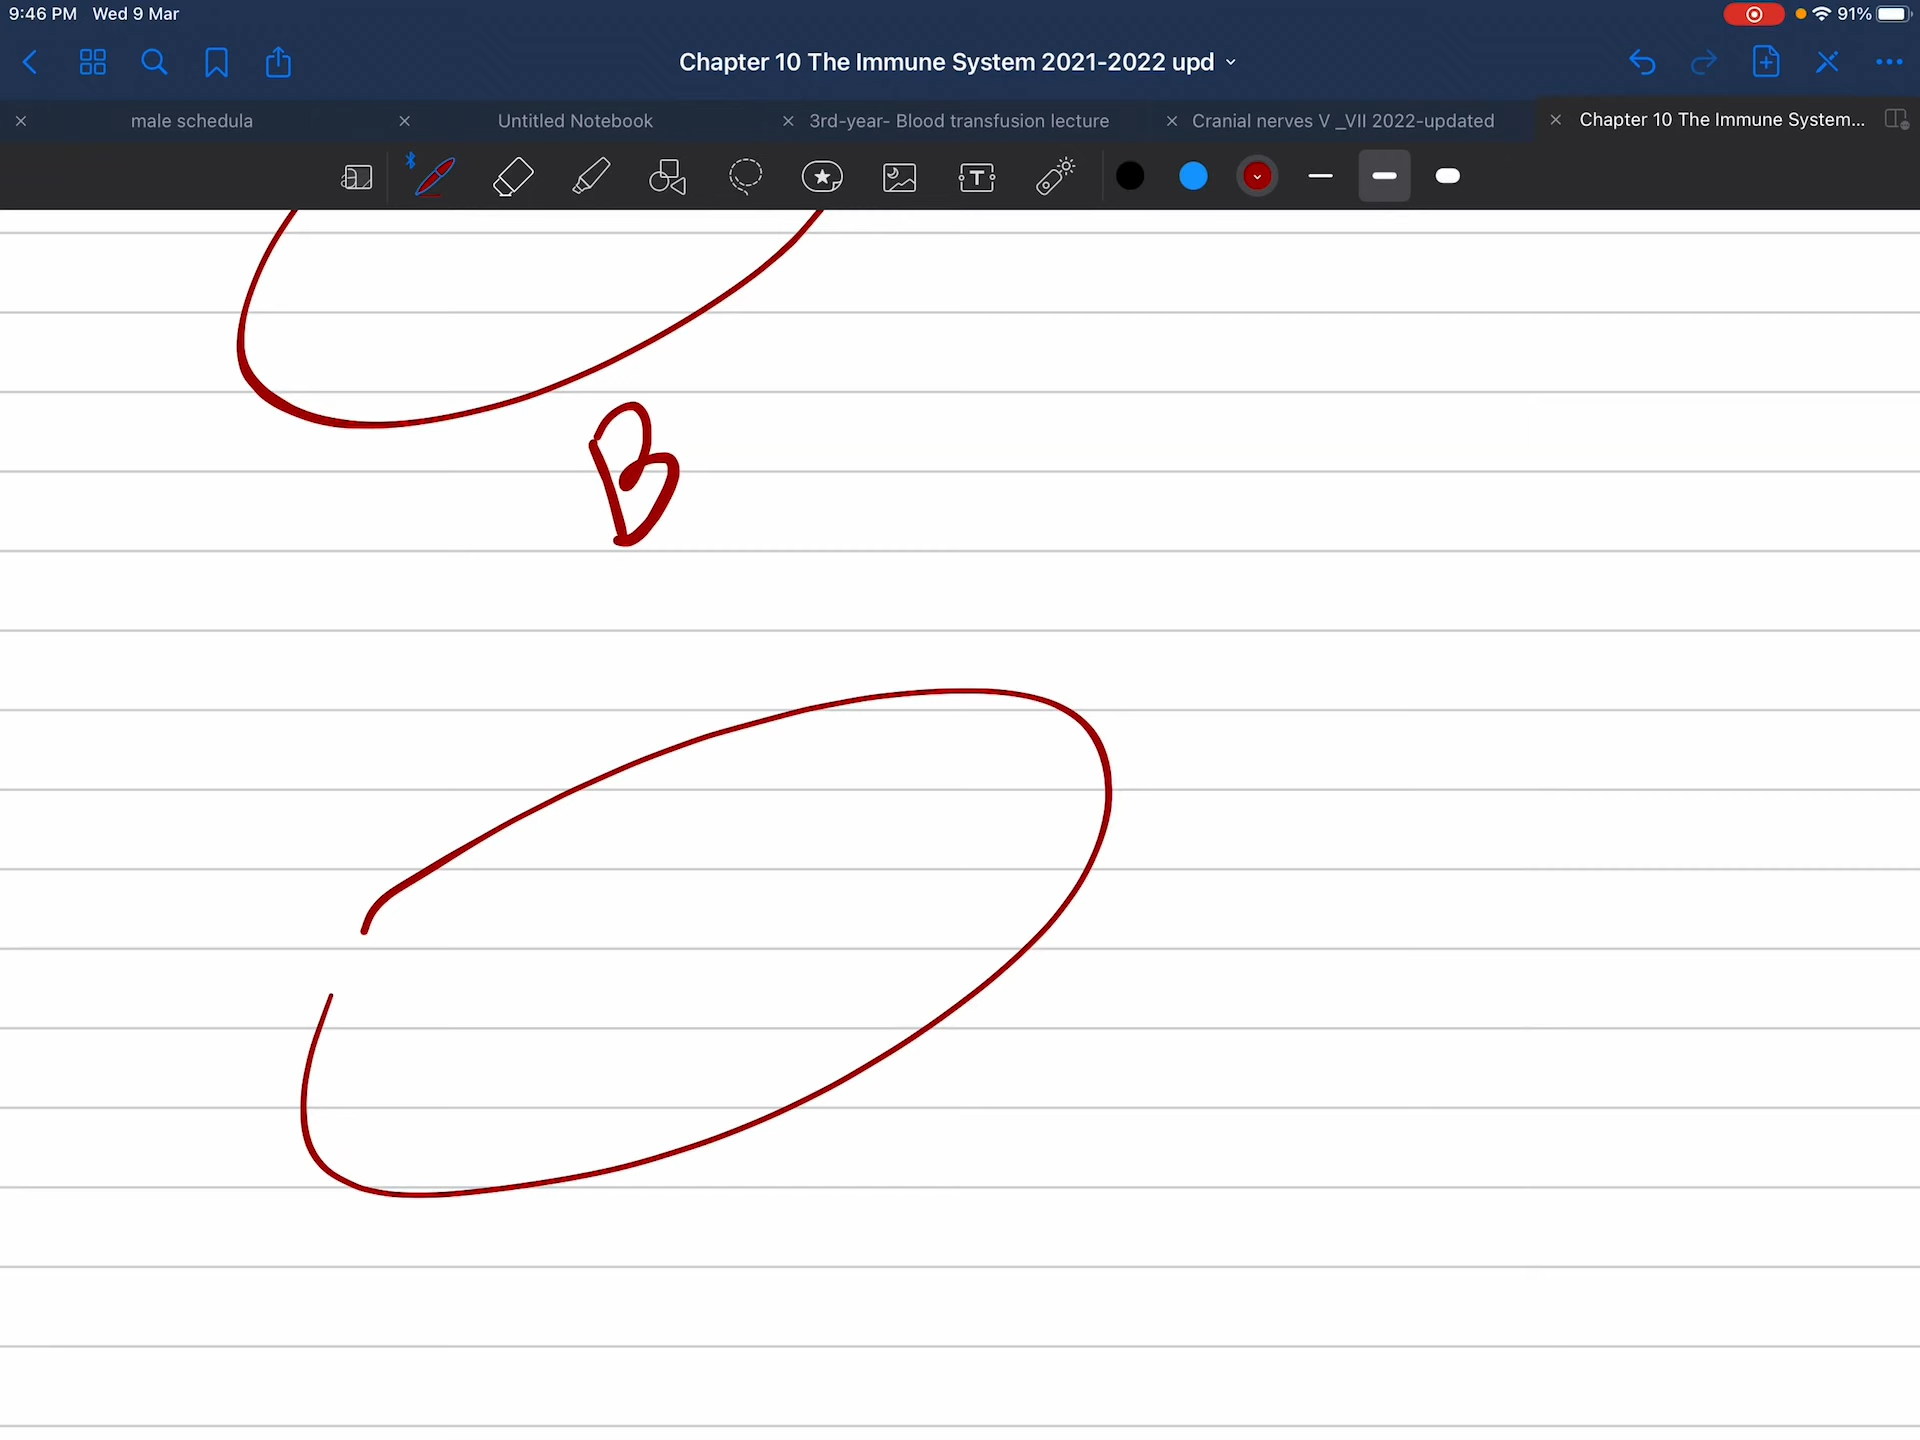 9:46 PM Wed 9 Mar
91%
Chapter 10 The Immune System 2021-2022 upd
male schedula
Untitled Notebook
3rd-year- Blood transfusion lecture
Cranial nerves V _VII 2022-updated
Chapter 10 The Immune System...
B